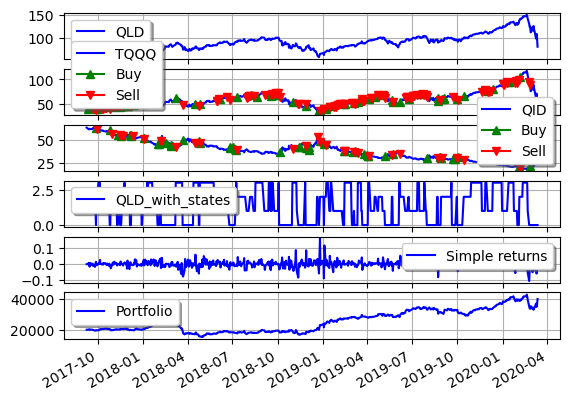 150
100
QLD
TQQQ
Buy
Sell
100
50
QID
Buy
Sell
50
25
2.5
0.0
QLD_with_states
0.1
0.0
−0.1
Simple returns
40000
20000
Portfolio
2017-10
2018-01
2018-04
2018-07
2018-10
2019-01
2019-04
2019-07
2019-10
2020-01
2020-04